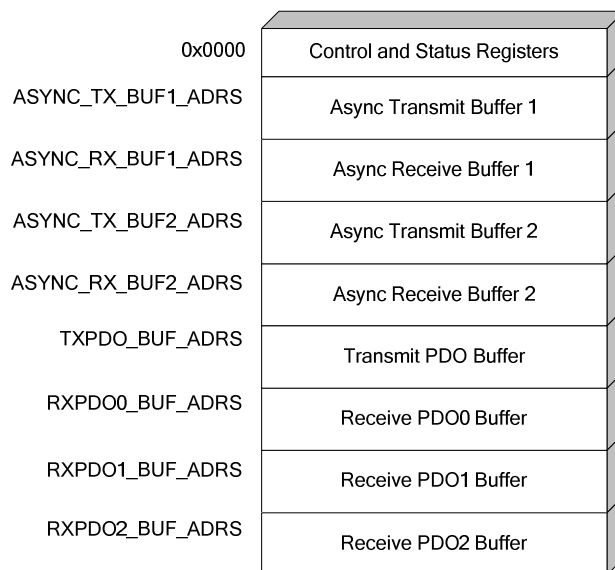 0x0000 Control and Status Registers
ASYNC_TX_BUF1_ADRS Async Transmit Buffer 1
ASYNC_RX_BUF1_ADRS Async Receive Buffer 1
ASYNC_TX_BUF2_ADRS Async Transmit Buffer 2
ASYNC_RX_BUF2_ADRS Async Receive Buffer 2
TXPDO_BUF_ADRS Transmit PDO Buffer
RXPDO0_BUF_ADRS Receive PDO0 Buffer
RXPDO1_BUF_ADRS Receive PDO1 Buffer
RXPDO2_BUF_ADRS Receive PDO2 Buffer